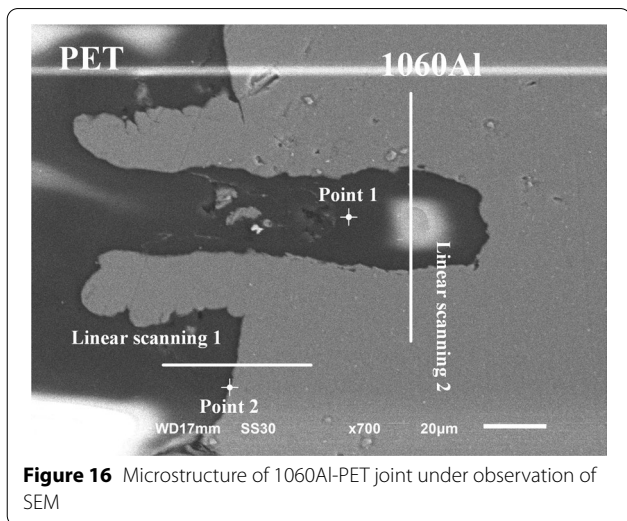 PET
1060Al
Point 1
Linear scanning 2
Linear scanning 1
Point 2
WD17mm SS30 x700 20µm
Figure 16 Microstructure of 1060Al-PET joint under observation of
SEM